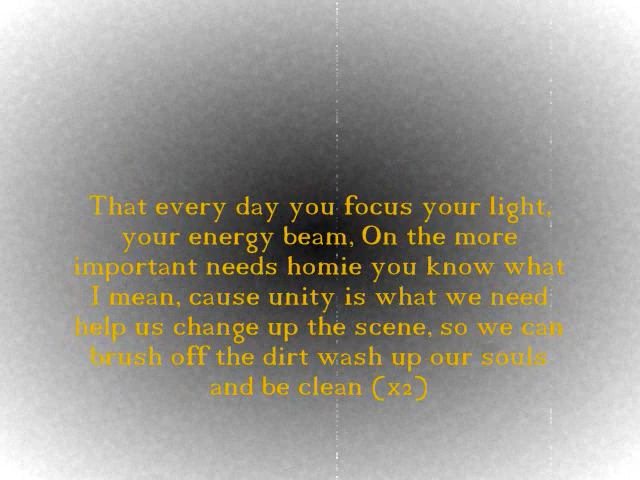 That every day you focus your light,
your energy beam, On the more
important needs homie you know what
I mean, cause unity is what we need
help us change up the scene, so we can
brush off the dirt wash up our souls
and be clean (x2)